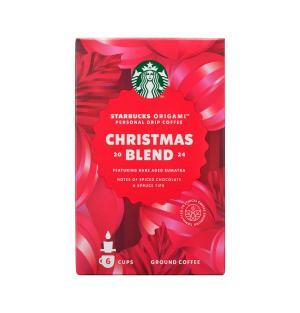 STARBUCKS ORIGAMI™
PERSONAL DRIP COFFEE
CHRISTMAS
20 BLEND 24
FEATURING RARE AGED SUMATRA
NOTES OF SPICED CHOCOLATE
& SPRUCE TIPS
6 CUPS GROUND COFFEE